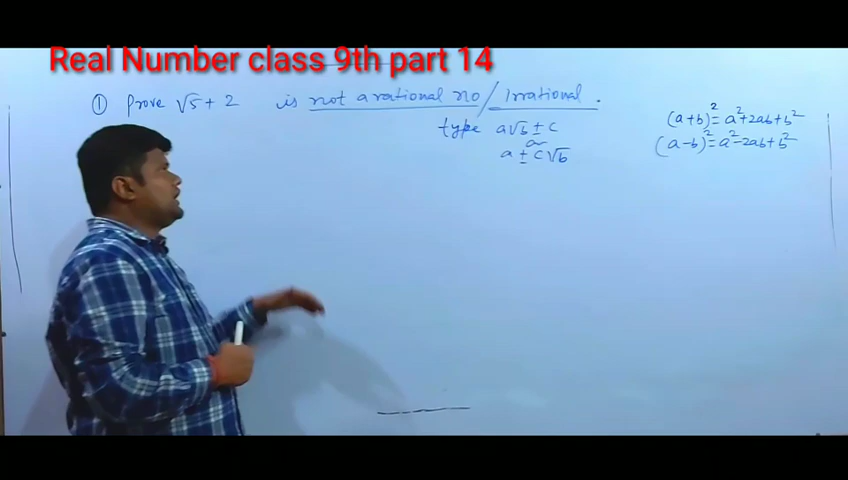 Real Number class 9th part 14
① Prove √5 + 2 is not a rational no / Irrational.
type a√b ± c
or
a ± c√b
(a+b)² = a²+2ab+b²
(a-b)² = a²-2ab+b²